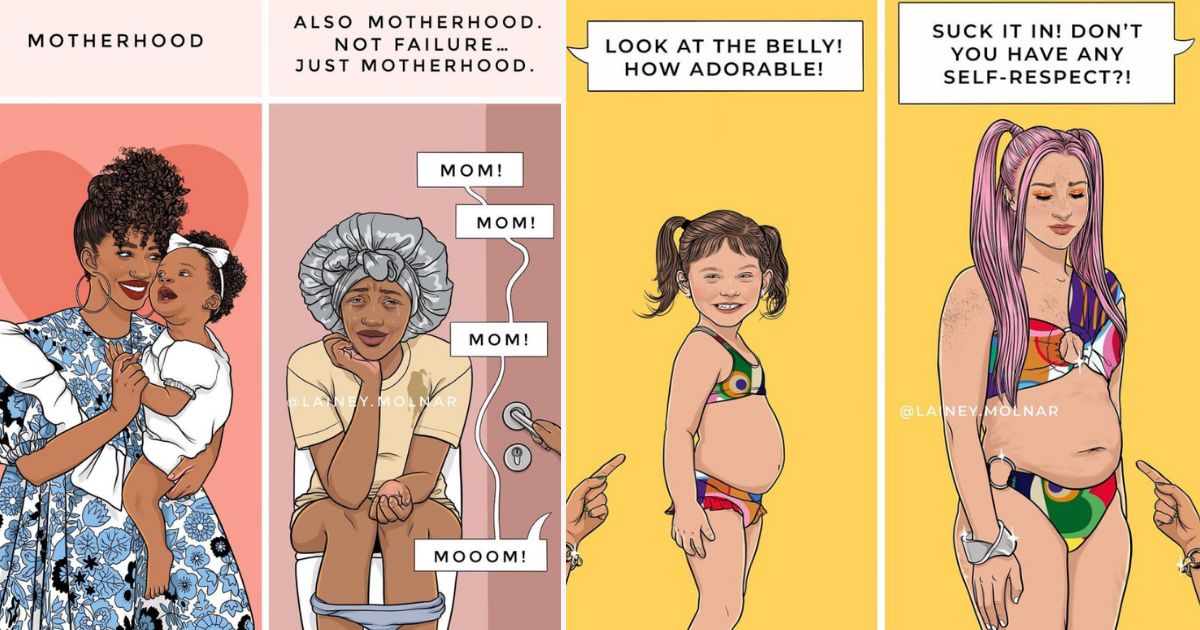 MOTHERHOOD
ALSO MOTHERHOOD.
NOT FAILURE...
JUST MOTHERHOOD.
MOM!
MOM!
MOM!
MOOOM!
@LAINEY.MOLNAR
LOOK AT THE BELLY!
HOW ADORABLE!
SUCK IT IN! DON'T
YOU HAVE ANY
SELF-RESPECT?!
@LAINEY.MOLNAR